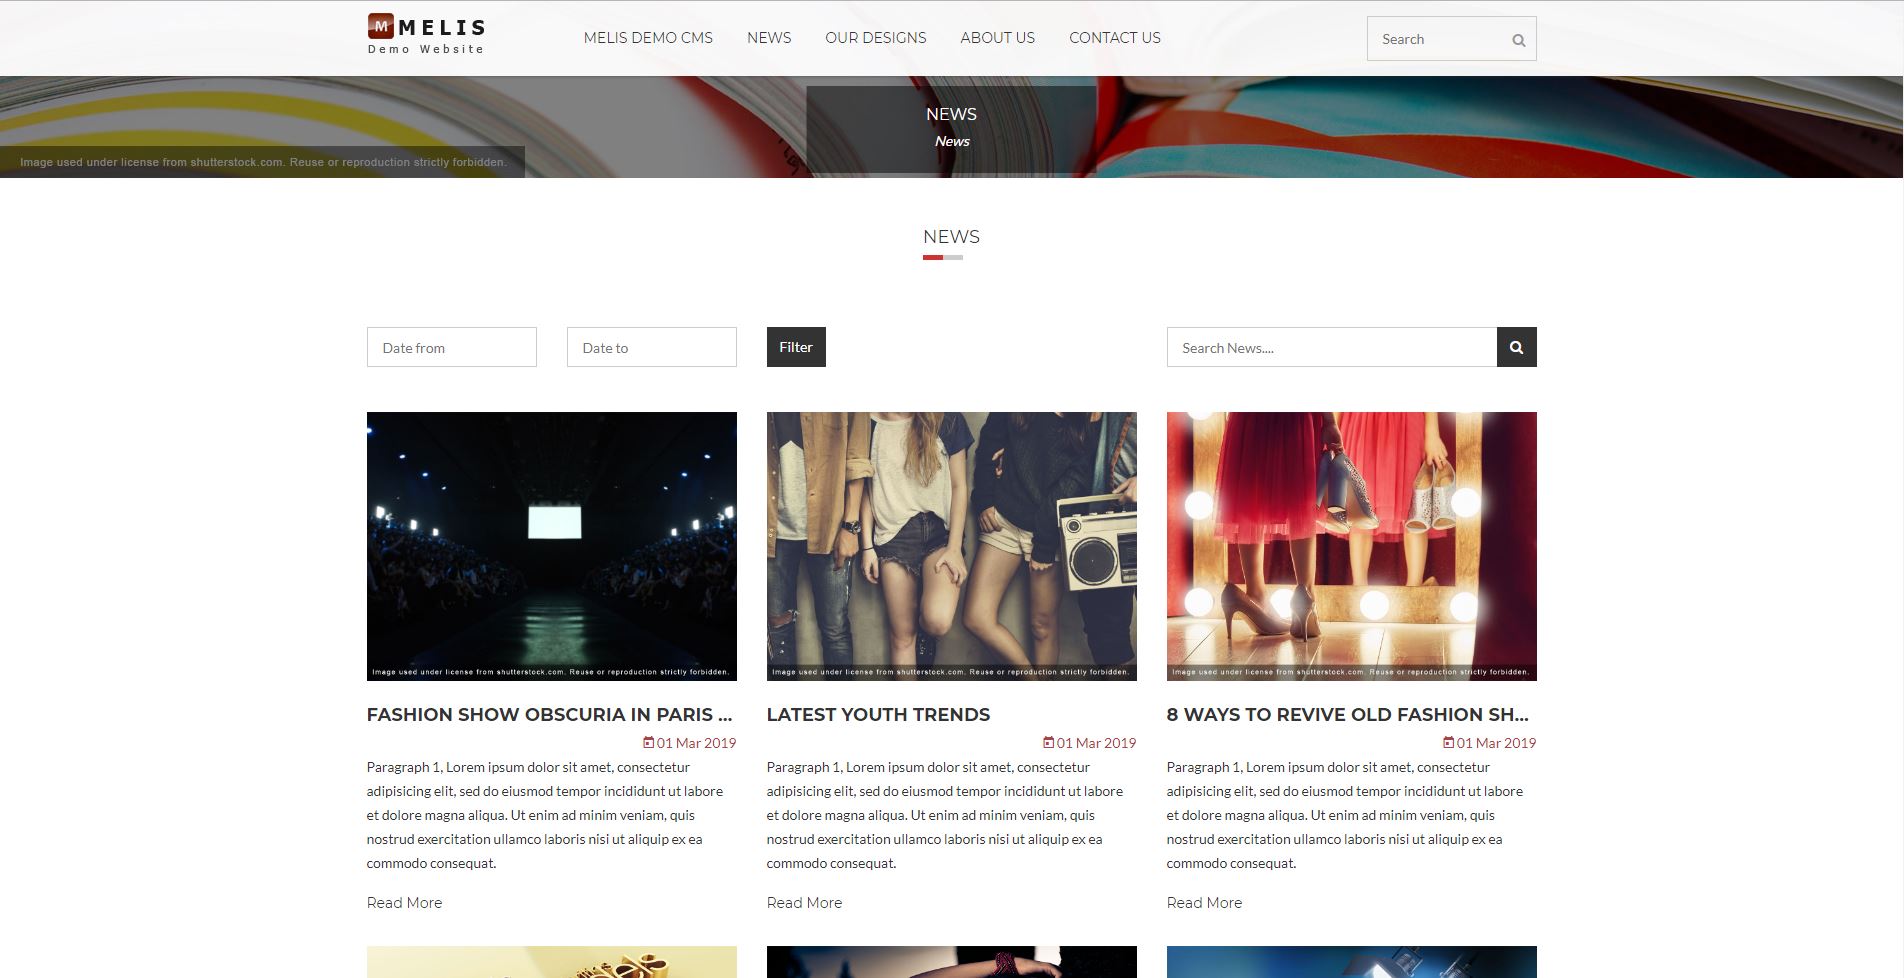 M MELIS
Demo Website
MELIS DEMO CMS NEWS OUR DESIGNS ABOUT US CONTACT US
Search
NEWS
News
Image used under license from shutterstock.com. Reuse or reproduction strictly forbidden.
NEWS
Date from
Date to
Filter
Search News....
Image used under license from shutterstock.com. Reuse or reproduction strictly forbidden.
FASHION SHOW OBSCURIA IN PARIS ...
01 Mar 2019
Paragraph 1, Lorem ipsum dolor sit amet, consectetur
adipisicing elit, sed do eiusmod tempor incididunt ut labore
et dolore magna aliqua. Ut enim ad minim veniam, quis
nostrud exercitation ullamco laboris nisi ut aliquip ex ea
commodo consequat.
Read More
Image used under license from shutterstock.com. Reuse or reproduction strictly forbidden.
LATEST YOUTH TRENDS
01 Mar 2019
Paragraph 1, Lorem ipsum dolor sit amet, consectetur
adipisicing elit, sed do eiusmod tempor incididunt ut labore
et dolore magna aliqua. Ut enim ad minim veniam, quis
nostrud exercitation ullamco laboris nisi ut aliquip ex ea
commodo consequat.
Read More
Image used under license from shutterstock.com. Reuse or reproduction strictly forbidden.
8 WAYS TO REVIVE OLD FASHION SH...
01 Mar 2019
Paragraph 1, Lorem ipsum dolor sit amet, consectetur
adipisicing elit, sed do eiusmod tempor incididunt ut labore
et dolore magna aliqua. Ut enim ad minim veniam, quis
nostrud exercitation ullamco laboris nisi ut aliquip ex ea
commodo consequat.
Read More